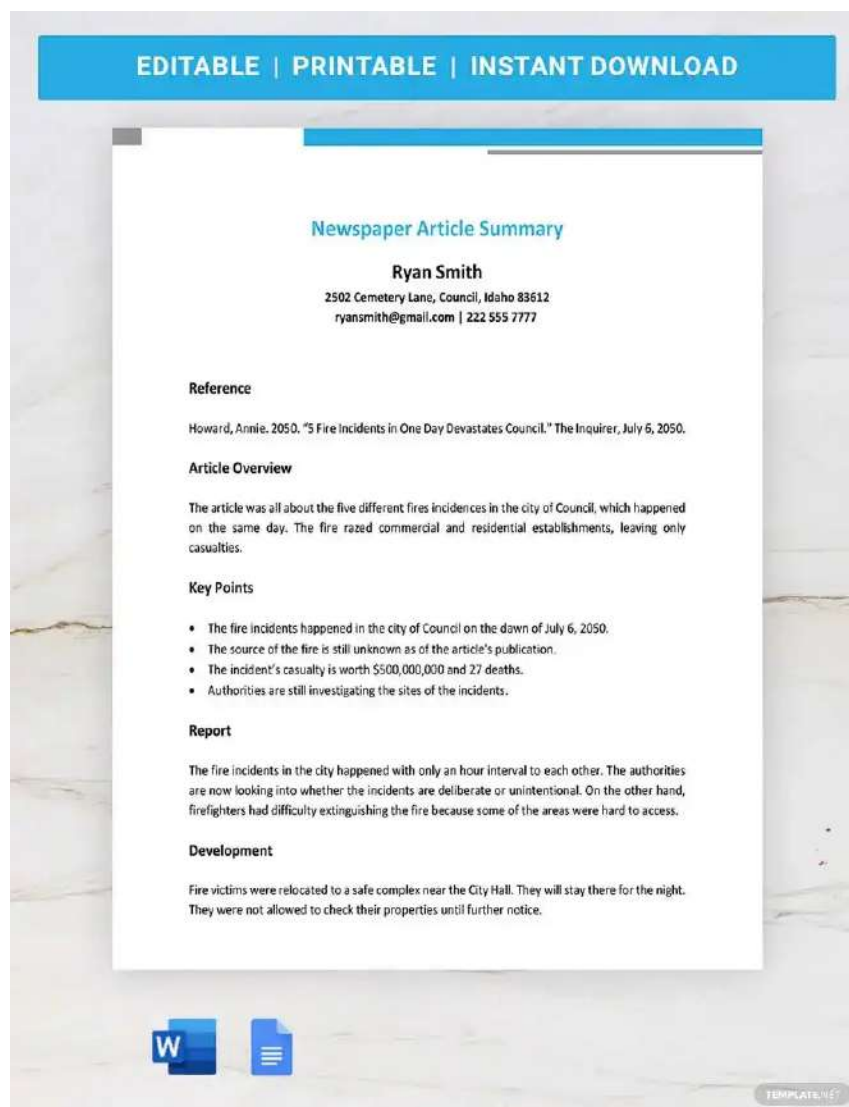 EDITABLE | PRINTABLE | INSTANT DOWNLOAD
Newspaper Article Summary
Ryan Smith
2502 Cemetery Lane, Council, Idaho 83612
ryansmith@gmail.com | 222 555 7777
Reference
Howard, Annie. 2050. "5 Fire Incidents in One Day Devastates Council." The Inquirer, July 6, 2050.
Article Overview
The article was all about the five different fires incidences in the city of Council, which happened
on the same day. The fire razed commercial and residential establishments, leaving only
casualties.
Key Points
• The fire incidents happened in the city of Council on the dawn of July 6, 2050.
• The source of the fire is still unknown as of the article's publication.
• The incident's casualty is worth $500,000,000 and 27 deaths.
• Authorities are still investigating the sites of the incidents.
Report
The fire incidents in the city happened with only an hour interval to each other. The authorities
are now looking into whether the incidents are deliberate or unintentional. On the other hand,
firefighters had difficulty extinguishing the fire because some of the areas were hard to access.
Development
Fire victims were relocated to a safe complex near the City Hall. They will stay there for the night.
They were not allowed to check their properties until further notice.
W
TEMPLATE.NET